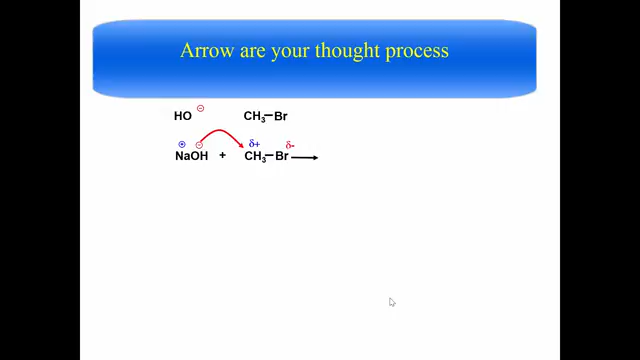 Arrow are your thought process
HO ⊖ CH₃–Br
⊕ ⊖ δ+ δ-
NaOH + CH₃–Br ⟶